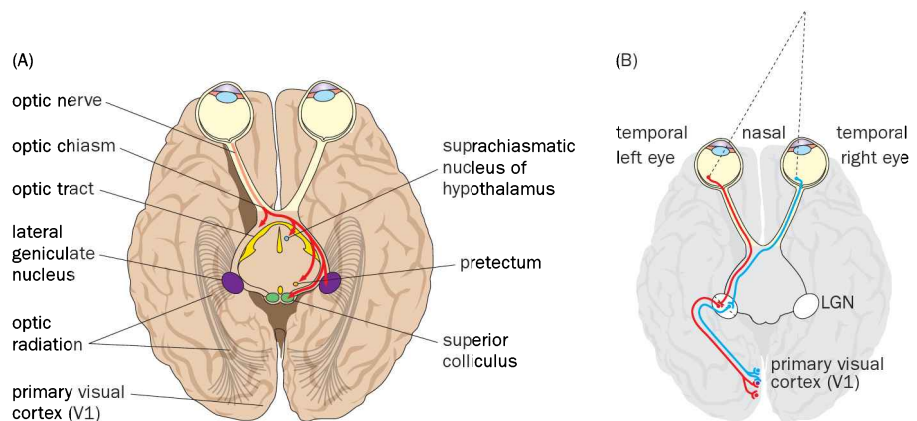 (A)
optic nerve
optic chiasm
optic tract
lateral
geniculate
nucleus
optic
radiation
primary visual
cortex (V1)
suprachiasmatic
nucleus of
hypothalamus
pretectum
superior
colliculus
(B)
temporal
left eye
nasal
temporal
right eye
LGN
primary visual
cortex (V1)